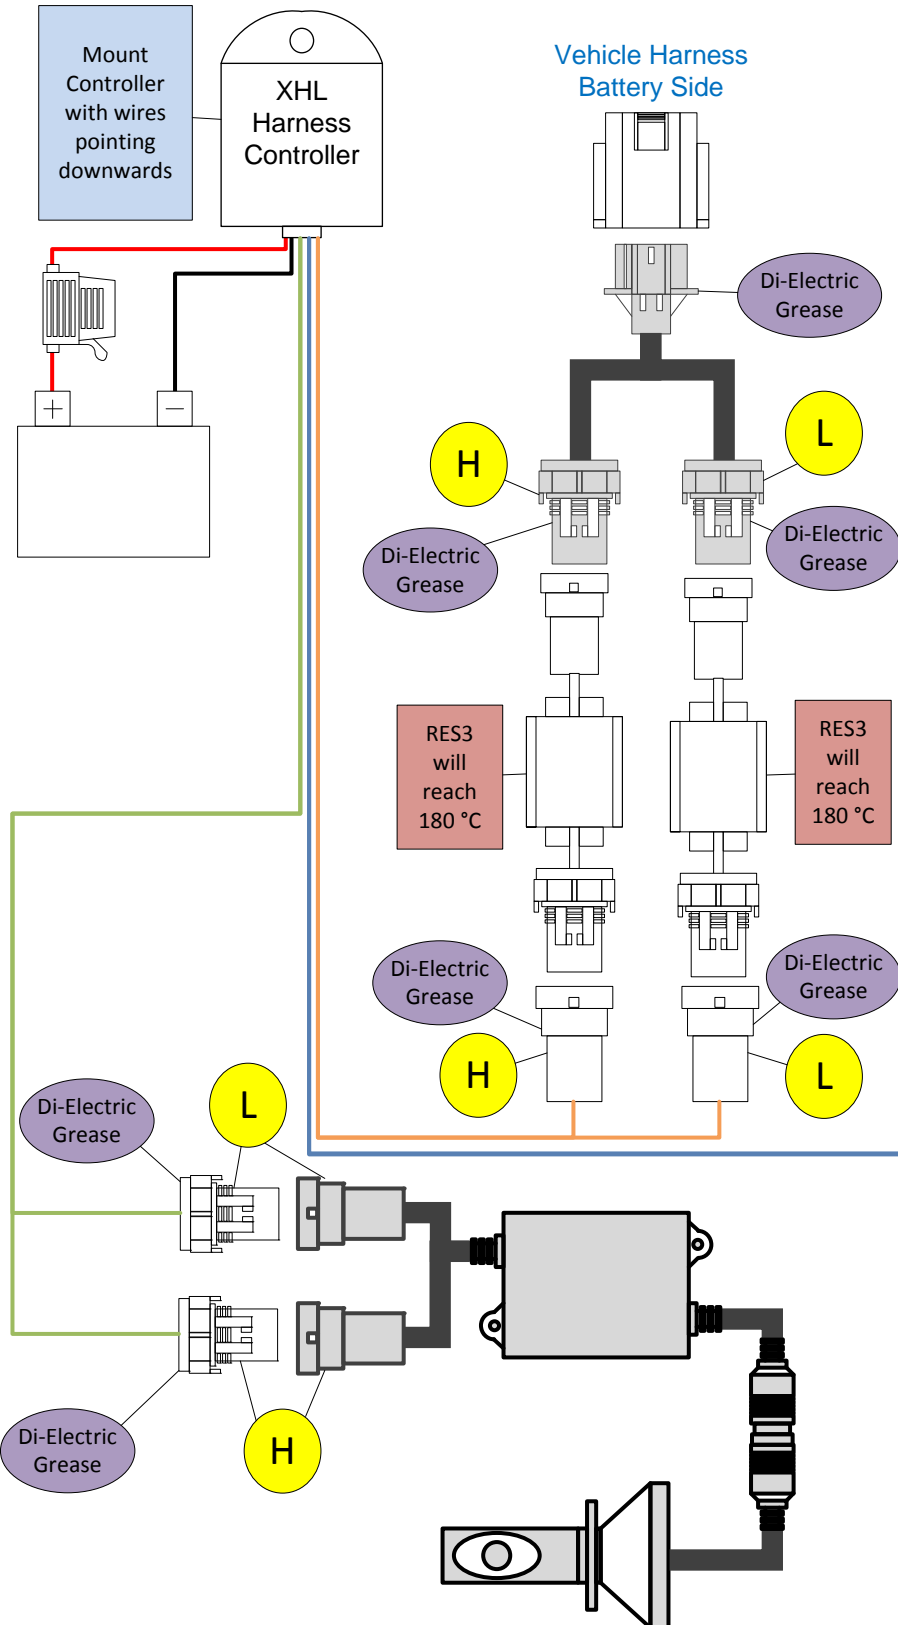 Mount
Controller
with wires
pointing
downwards
XHL
Harness
Controller
Vehicle Harness
Battery Side
Di-Electric
Grease
+
−
H
L
Di-Electric
Grease
Di-Electric
Grease
RES3
will
reach
180 °C
RES3
will
reach
180 °C
Di-Electric
Grease
Di-Electric
Grease
H
L
Di-Electric
Grease
L
Di-Electric
Grease
H